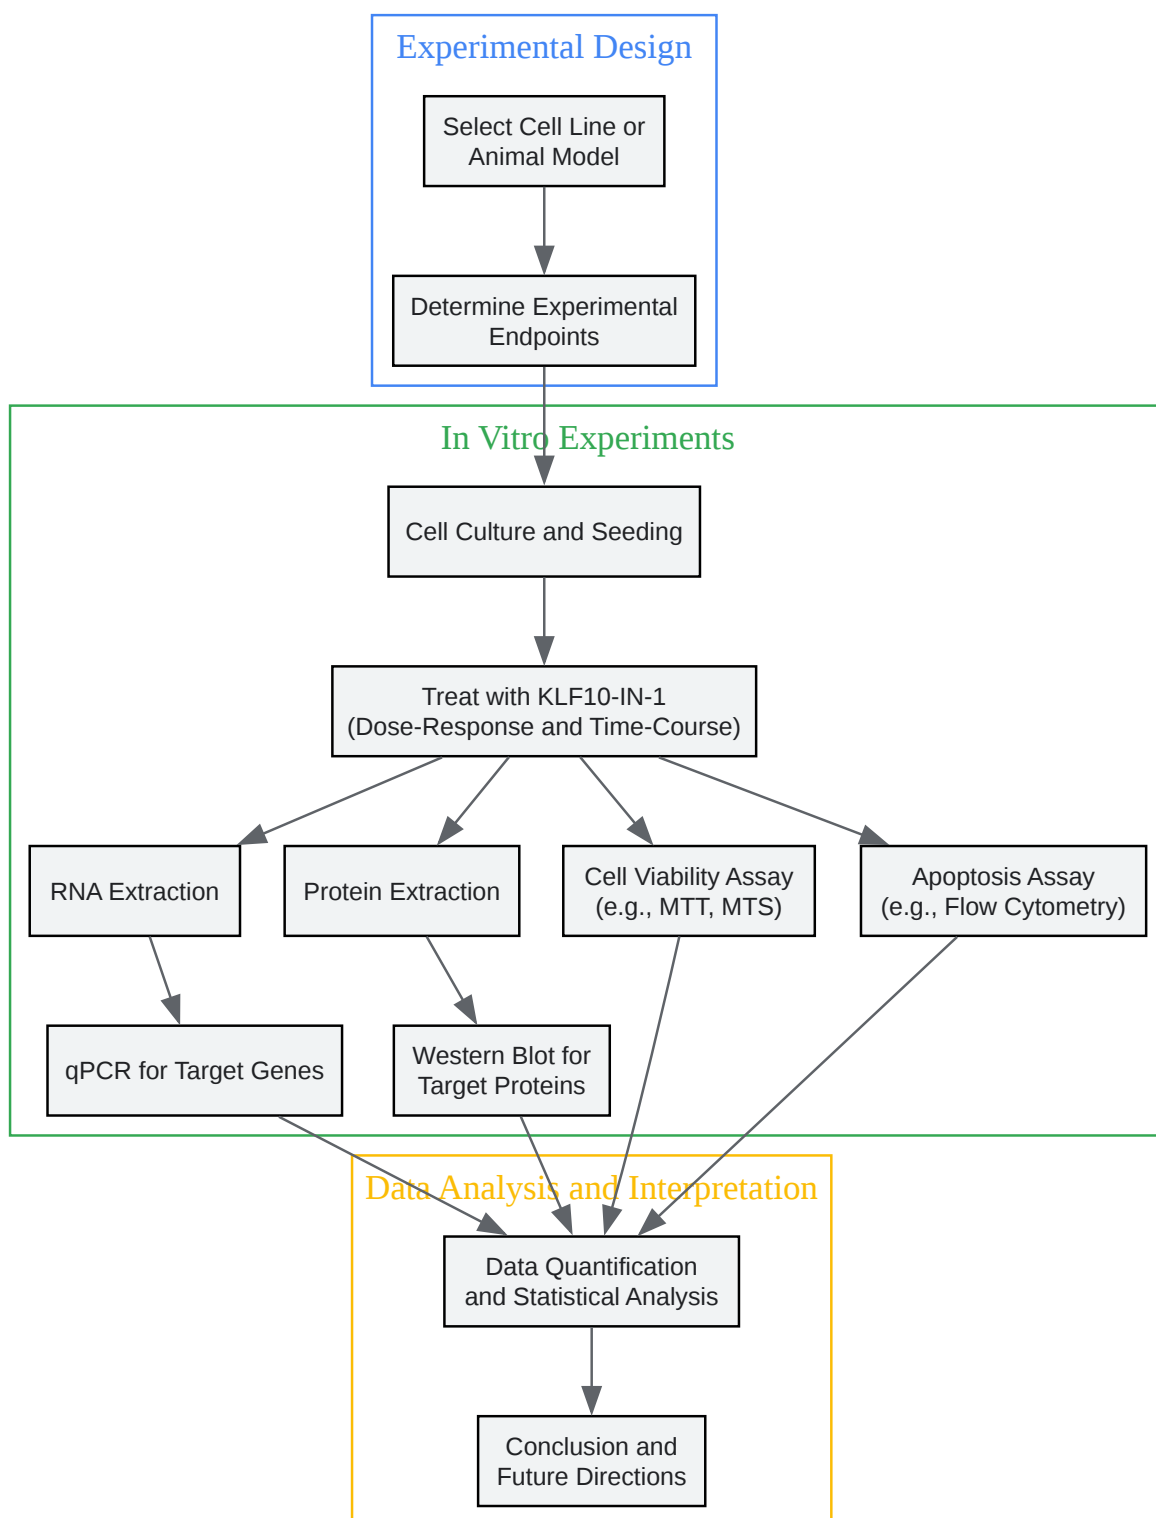 Experimental Design
Select Cell Line or
Animal Model
Determine Experimental
Endpoints
In Vitro Experiments
Cell Culture and Seeding
Treat with KLF10-IN-1
(Dose-Response and Time-Course)
RNA Extraction
Protein Extraction
Cell Viability Assay
(e.g., MTT, MTS)
Apoptosis Assay
(e.g., Flow Cytometry)
qPCR for Target Genes
Western Blot for
Target Proteins
Data Analysis and Interpretation
Data Quantification
and Statistical Analysis
Conclusion and
Future Directions